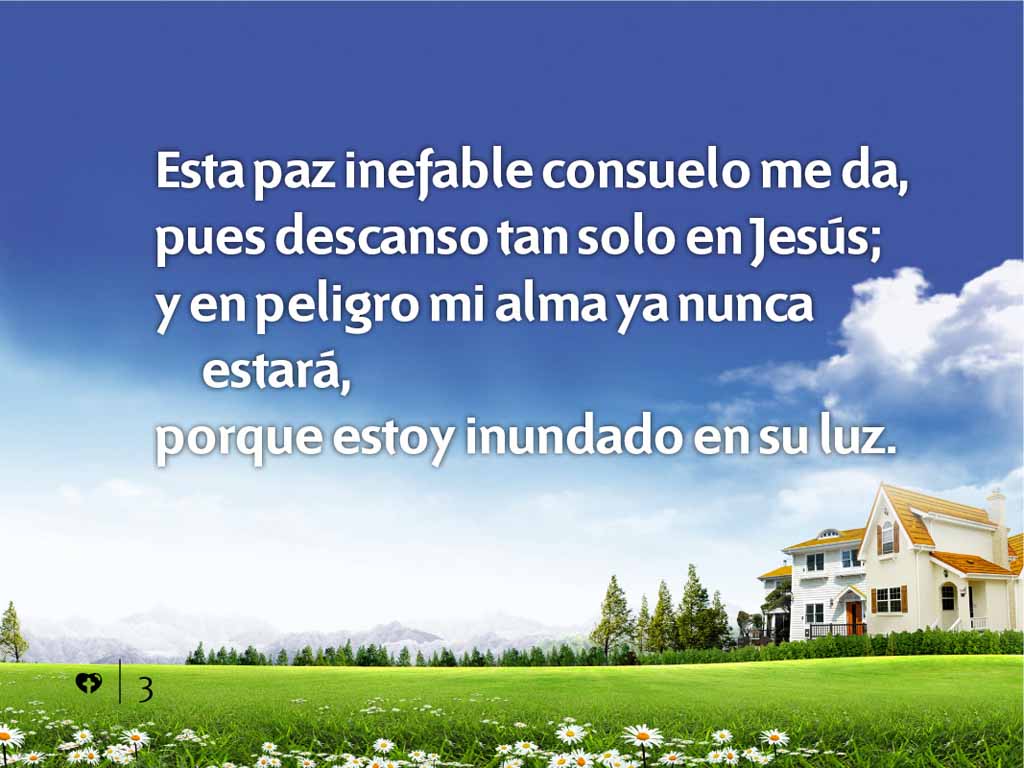 Esta paz inefable consuelo me da,
pues descanso tan solo en Jesús;
y en peligro mi alma ya nunca
estará,
porque estoy inundado en su luz.
3